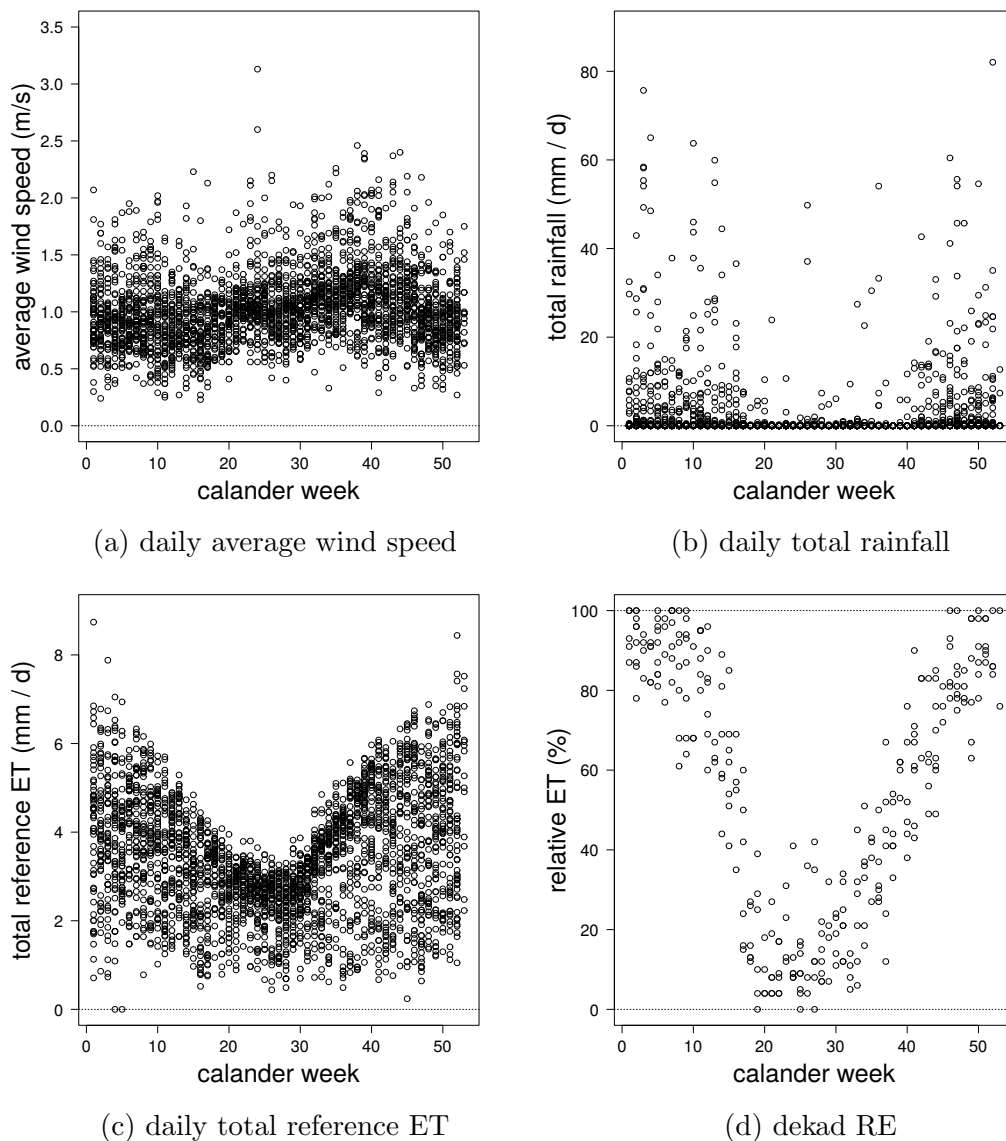 3.5
3.0
2.5
2.0
1.5
1.0
0.5
0.0
average wind speed (m/s)
0 10 20 30 40 50
calander week
(a) daily average wind speed
80
60
40
20
0
total rainfall (mm / d)
0 10 20 30 40 50
calander week
(b) daily total rainfall
8
6
4
2
0
total reference ET (mm / d)
0 10 20 30 40 50
calander week
(c) daily total reference ET
100
80
60
40
20
0
relative ET (%)
0 10 20 30 40 50
calander week
(d) dekad RE